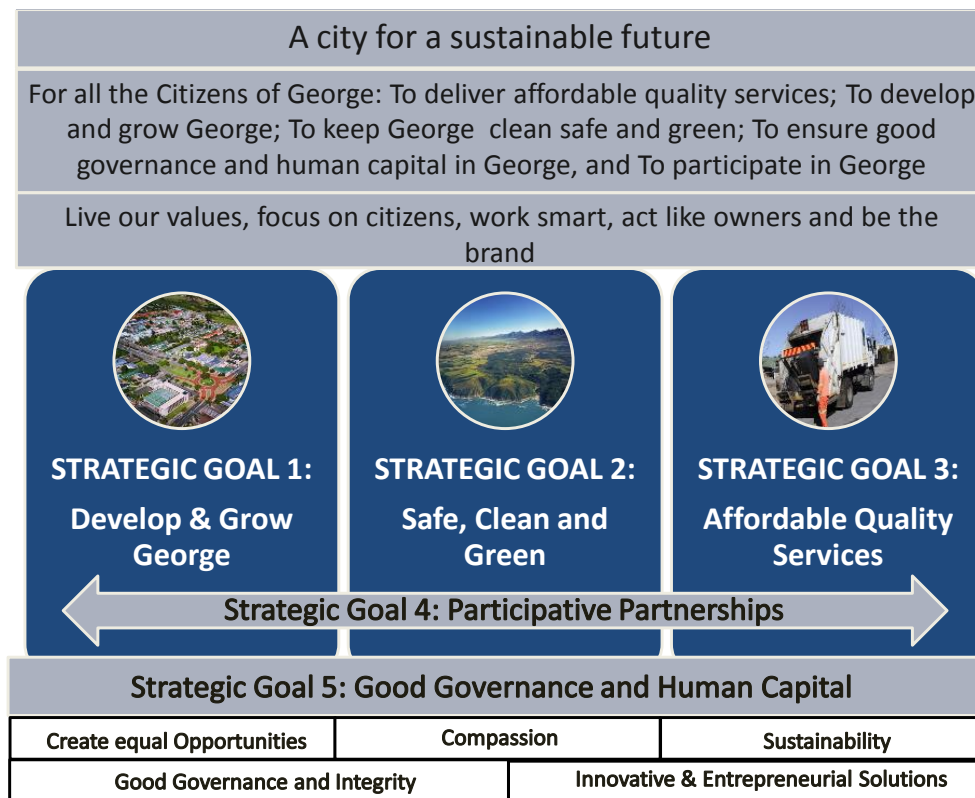 A city for a sustainable future
For all the Citizens of George: To deliver affordable quality services; To develop
and grow George; To keep George clean safe and green; To ensure good
governance and human capital in George, and To participate in George
Live our values, focus on citizens, work smart, act like owners and be the
brand
STRATEGIC GOAL 1:
Develop & Grow
George
STRATEGIC GOAL 2:
Safe, Clean and
Green
STRATEGIC GOAL 3:
Affordable Quality
Services
Strategic Goal 4: Participative Partnerships
Strategic Goal 5: Good Governance and Human Capital
Create equal Opportunities
Compassion
Sustainability
Good Governance and Integrity
Innovative & Entrepreneurial Solutions